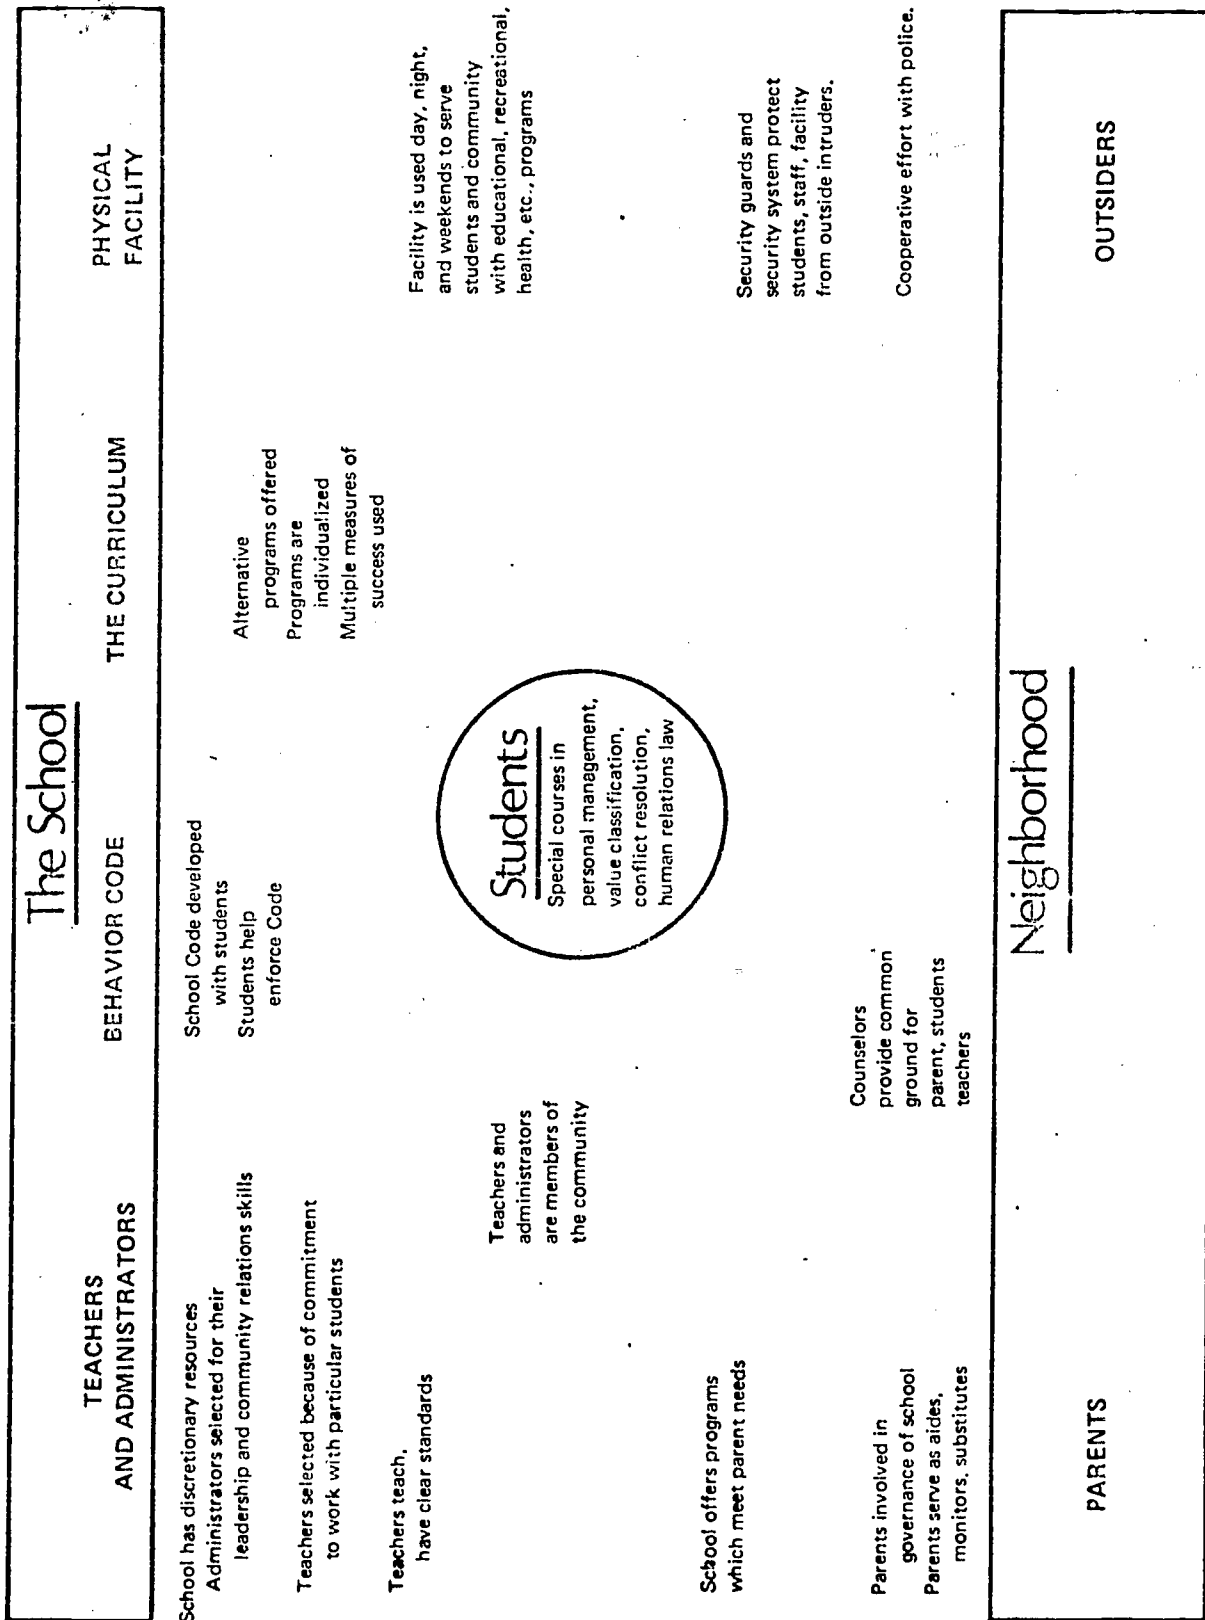 The School
TEACHERS
AND ADMINISTRATORS
BEHAVIOR CODE
THE CURRICULUM
PHYSICAL
FACILITY
School has discretionary resources
Administrators selected for their
leadership and community relations skills
Teachers selected because of commitment
to work with particular students
Teachers teach,
have clear standards
School Code developed
with students
Students help
enforce Code
Alternative
programs offered
Programs are
individualized
Multiple measures of
success used
Facility is used day, night,
and weekends to serve
students and community
with educational, recreational,
health, etc., programs
Teachers and
administrators
are members of
the community
Students
Special courses in
personal management,
value classification,
conflict resolution,
human relations law
School offers programs
which meet parent needs
Security guards and
security system protect
students, staff, facility
from outside intruders.
Parents involved in
governance of school
Parents serve as aides,
monitors, substitutes
Counselors
provide common
ground for
parent, students
teachers
Cooperative effort with police.
Neighborhood
PARENTS
OUTSIDERS